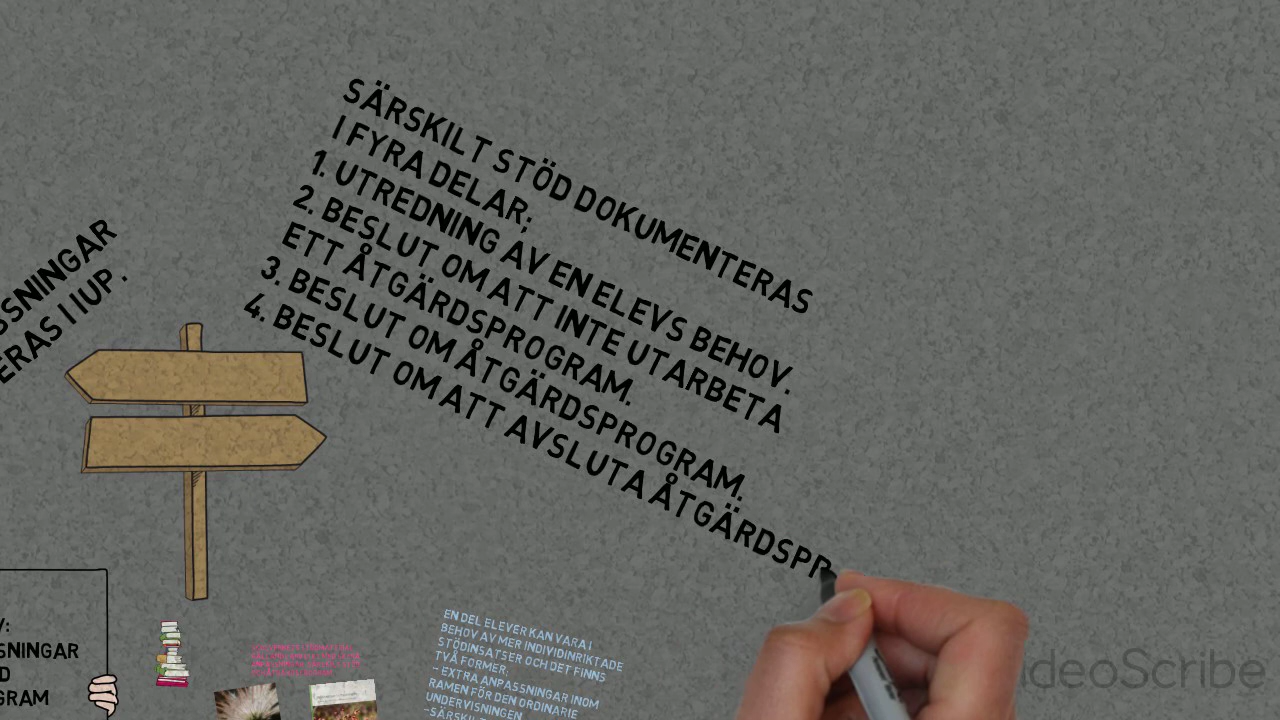 SÄRSKILT STÖD DOKUMENTERAS
I FYRA DELAR;
1. UTREDNING AV EN ELEVS BEHOV.
2. BESLUT OM ATT INTE UTARBETA
ETT ÅTGÄRDSPROGRAM.
3. BESLUT OM ÅTGÄRDSPROGRAM.
4. BESLUT OM ATT AVSLUTA ÅTGÄRDSPR
SSNINGAR
ERAS I IUP.
V:
SNINGAR
D
GRAM
EN DEL ELEVER KAN VARA I
BEHOV AV MER INDIVIDINRIKTADE
STÖDINSATSER OCH DET FINNS
TVÅ FORMER;
- EXTRA ANPASSNINGAR INOM
RAMEN FÖR DEN ORDINARIE
UNDERVISNINGEN
ideoScribe